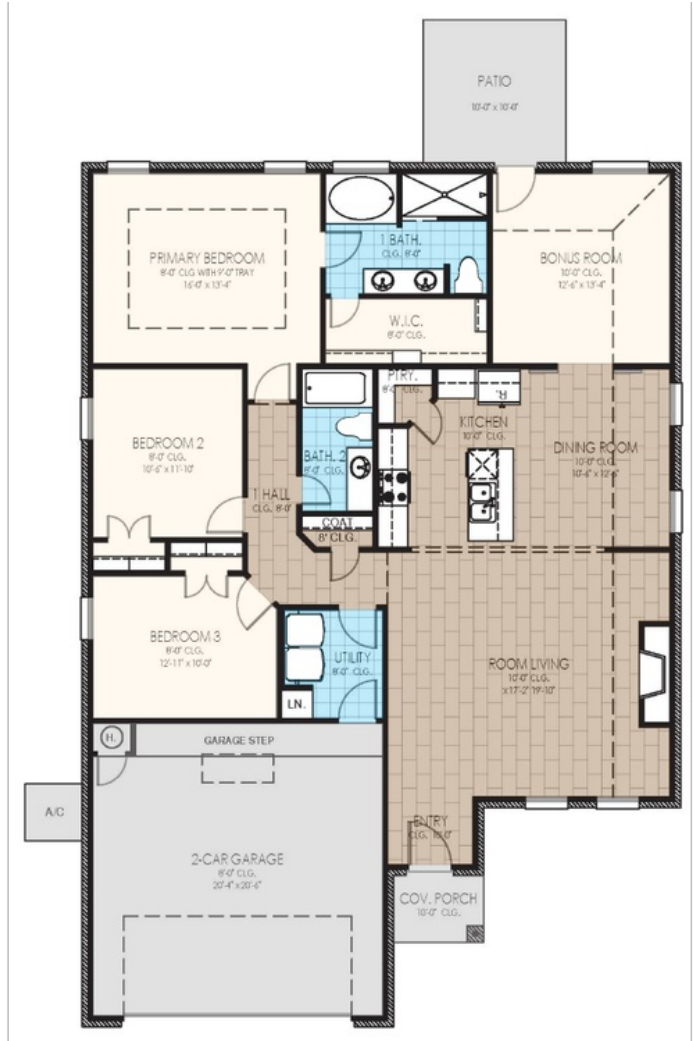 PATIO
10'-0" x 10'-0"
PRIMARY BEDROOM
8'-0" CLG WITH 9'-0" TRAY
16'-0" x 13'-4"
1 BATH.
CLG. 8'-0"
BONUS ROOM
10'-0" CLG.
12'-6" x 13'-4"
W.I.C.
8'-0" CLG.
PTRY.
8'-0" CLG.
R.
KITCHEN
10'-0" CLG.
BEDROOM 2
8'-0" CLG.
10'-6" x 11'-10"
BATH. 2
8'-0" CLG.
DINING ROOM
10'-0" CLG.
10'-6" x 12'-6"
1 HALL
CLG. 8'-0"
COAT
8' CLG.
BEDROOM 3
8'-0" CLG.
12'-11" x 10'-0"
UTILITY
8'-0" CLG.
LN.
ROOM LIVING
10'-0" CLG.
x 17'-2" 19'-10"
H.
GARAGE STEP
A/C
ENTRY
CLG. 10'-0"
2-CAR GARAGE
8'-0" CLG.
20'-4" x 20'-6"
COV. PORCH
10'-0" CLG.